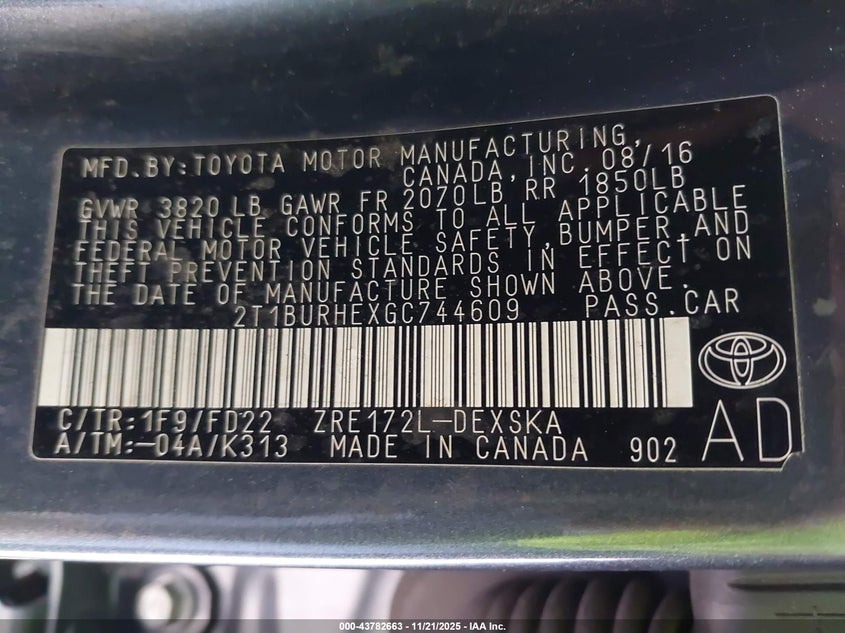 MFD.BY:TOYOTA MOTOR MANUFACTURING,
CANADA,INC. 08/16
GVWR 3820 LB GAWR FR 2070LB RR 1850LB
THIS VEHICLE CONFORMS TO ALL APPLICABLE
FEDERAL MOTOR VEHICLE SAFETY,BUMPER,AND
THEFT PREVENTION STANDARDS IN EFFECT ON
THE DATE OF MANUFACTURE SHOWN ABOVE.
2T1BURHEXGC744609 PASS.CAR
C/TR:1F9/FD22 ZRE172L-DEXSKA
A/TM:-04A/K313 MADE IN CANADA 902 AD
000-43782663 - 11/21/2025 - IAA Inc.